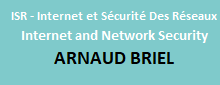 ISR - Internet et Sécurité Des Réseaux
Internet and Network Security
ARNAUD BRIEL